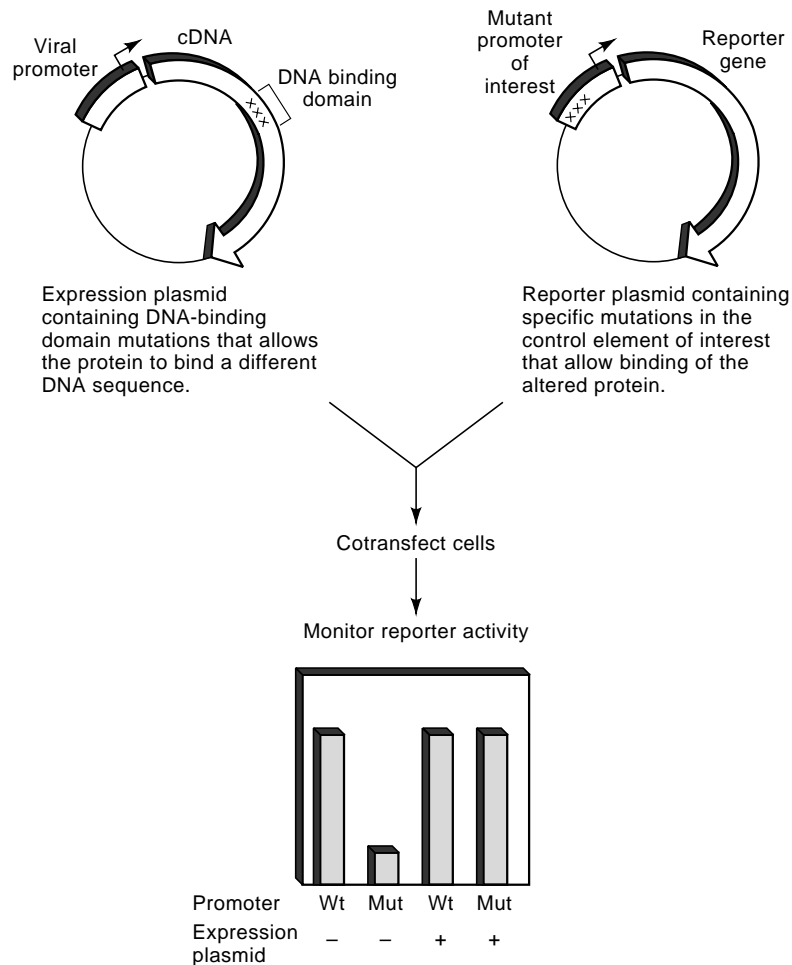 Viral
promoter
cDNA
DNA binding
domain
xxx
Expression plasmid
containing DNA-binding
domain mutations that allows
the protein to bind a different
DNA sequence.
Mutant
promoter
of
interest
Reporter
gene
xxx
Reporter plasmid containing
specific mutations in the
control element of interest
that allow binding of the
altered protein.
Cotransfect cells
Monitor reporter activity
Promoter Wt Mut Wt Mut
Expression
plasmid – – + +